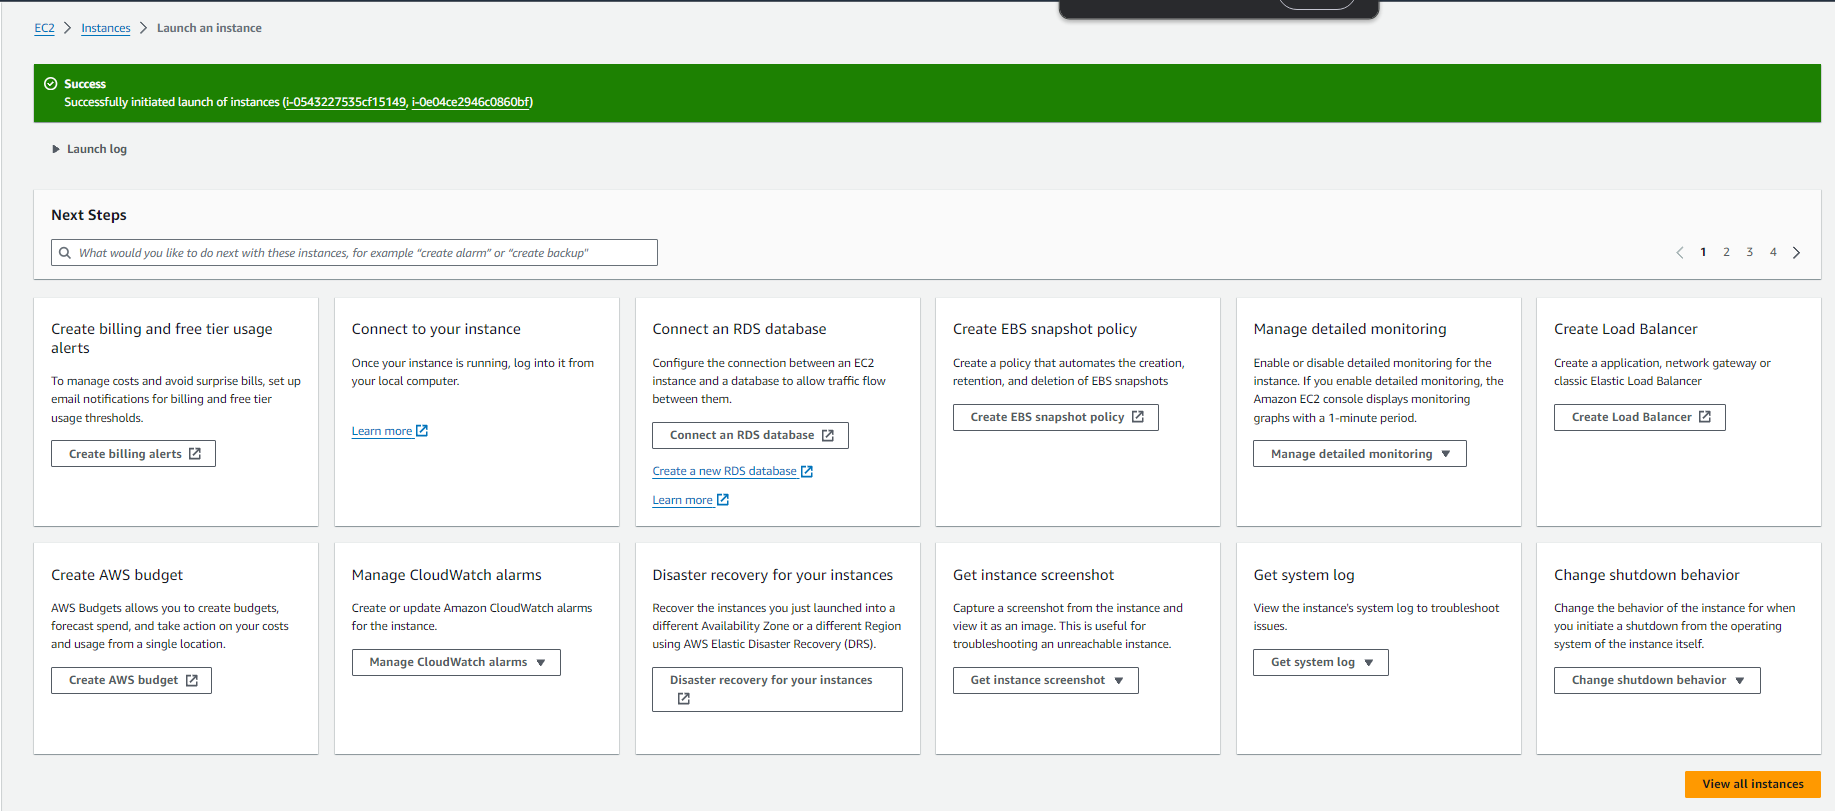 EC2 > Instances > Launch an instance
Success
Successfully initiated launch of instances (i-0543227535cf15149, i-0e04ce2946c0860bf)
Launch log
Next Steps
What would you like to do next with these instances, for example "create alarm" or "create backup"
1 2 3 4
Create billing and free tier usage
alerts
To manage costs and avoid surprise bills, set up
email notifications for billing and free tier
usage thresholds.
Create billing alerts
Connect to your instance
Once your instance is running, log into it from
your local computer.
Learn more
Connect an RDS database
Configure the connection between an EC2
instance and a database to allow traffic flow
between them.
Connect an RDS database
Create a new RDS database
Learn more
Create EBS snapshot policy
Create a policy that automates the creation,
retention, and deletion of EBS snapshots
Create EBS snapshot policy
Manage detailed monitoring
Enable or disable detailed monitoring for the
instance. If you enable detailed monitoring, the
Amazon EC2 console displays monitoring
graphs with a 1-minute period.
Manage detailed monitoring
Create Load Balancer
Create a application, network gateway or
classic Elastic Load Balancer
Create Load Balancer
Create AWS budget
AWS Budgets allows you to create budgets,
forecast spend, and take action on your costs
and usage from a single location.
Create AWS budget
Manage CloudWatch alarms
Create or update Amazon CloudWatch alarms
for the instance.
Manage CloudWatch alarms
Disaster recovery for your instances
Recover the instances you just launched into a
different Availability Zone or a different Region
using AWS Elastic Disaster Recovery (DRS).
Disaster recovery for your instances
Get instance screenshot
Capture a screenshot from the instance and
view it as an image. This is useful for
troubleshooting an unreachable instance.
Get instance screenshot
Get system log
View the instance's system log to troubleshoot
issues.
Get system log
Change shutdown behavior
Change the behavior of the instance for when
you initiate a shutdown from the operating
system of the instance itself.
Change shutdown behavior
View all instances